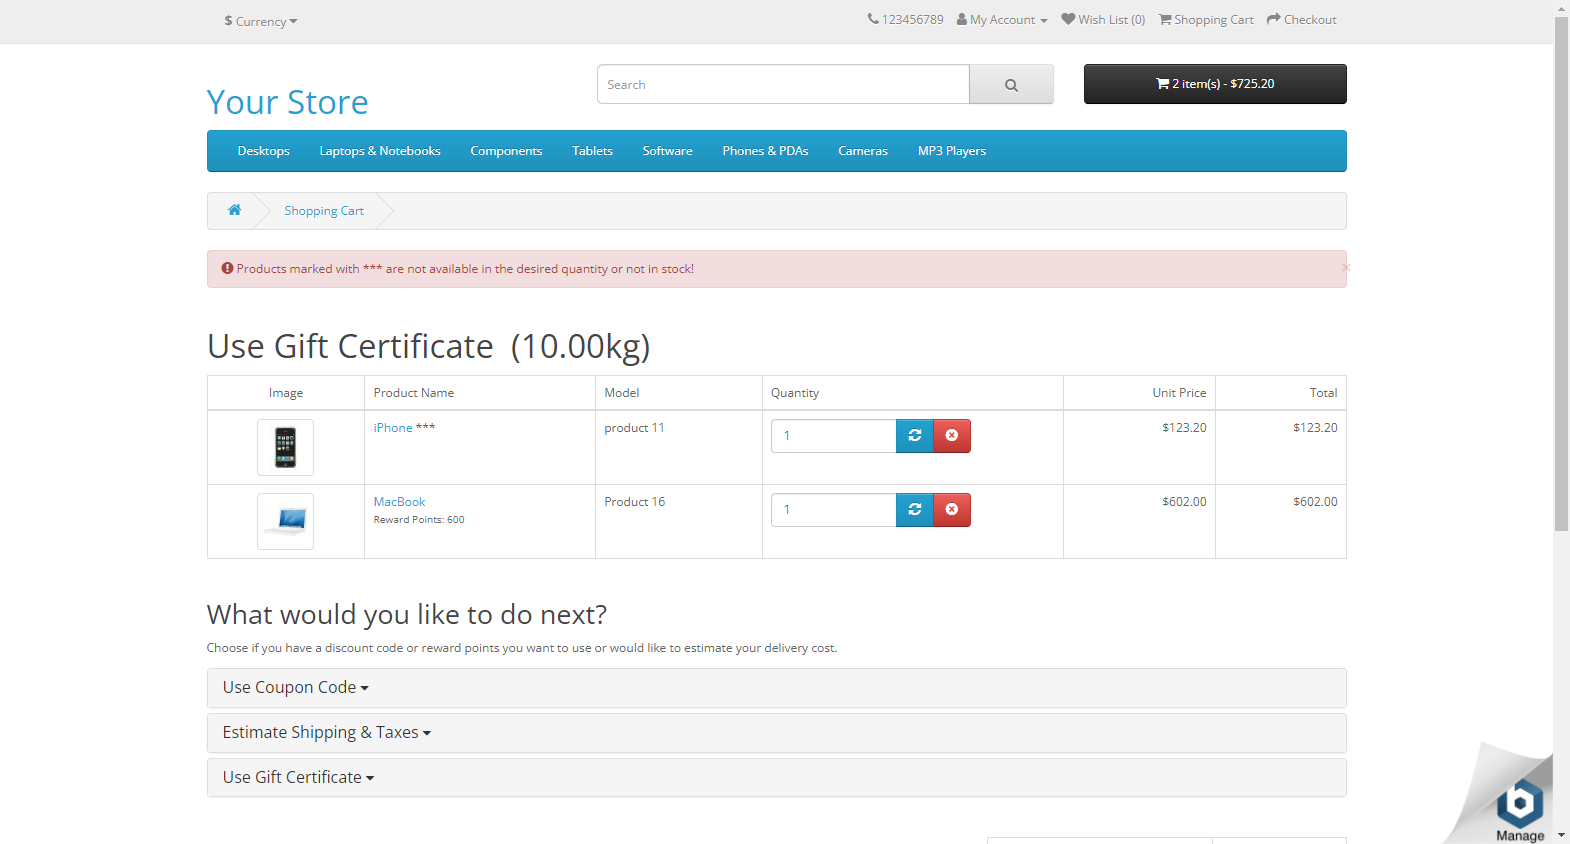 $ Currency
123456789 My Account Wish List (0) Shopping Cart Checkout
Your Store
Search
2 item(s) - $725.20
Desktops Laptops & Notebooks Components Tablets Software Phones & PDAs Cameras MP3 Players
Shopping Cart
Products marked with *** are not available in the desired quantity or not in stock!
×
Use Gift Certificate (10.00kg)
Image Product Name Model Quantity Unit Price Total
iPhone *** product 11 1 $123.20 $123.20
MacBook Product 16 1 $602.00 $602.00
Reward Points: 600
What would you like to do next?
Choose if you have a discount code or reward points you want to use or would like to estimate your delivery cost.
Use Coupon Code
Estimate Shipping & Taxes
Use Gift Certificate
b
Manage